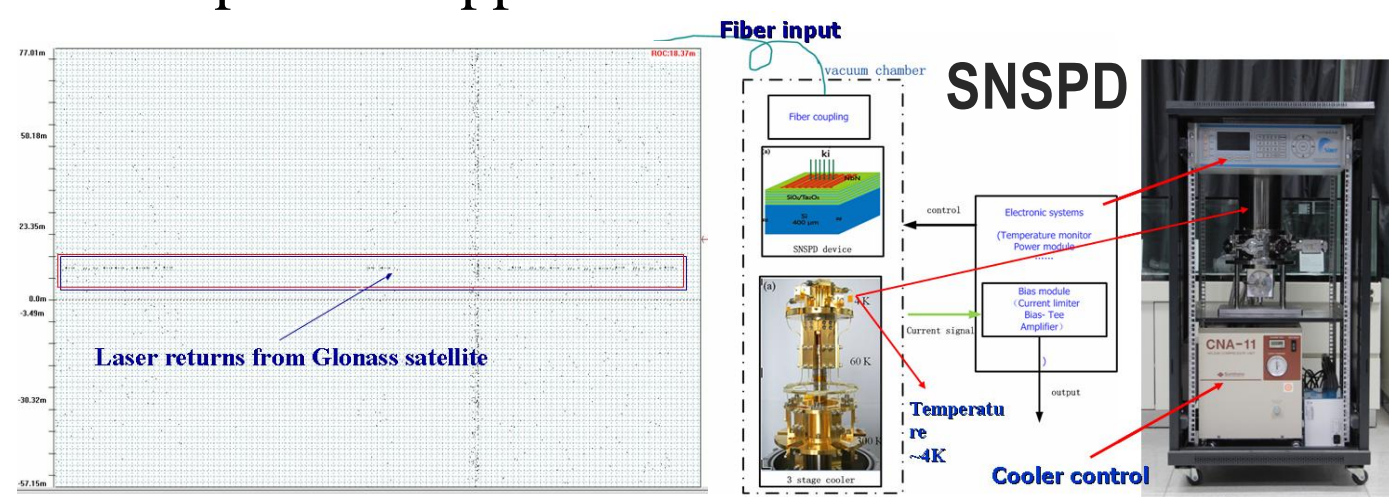 Fiber input
77.01m
ROC:18.37m
vacuum chamber
SNSPD
Fiber coupling
50.18m
(a)
ki
NbN
SiO₂/Ta₂O₅
Si
400 μm
SNSPD device
control
Electronic systems
(Temperature monitor
Power module
......
23.35m
0.0m
-3.49m
(a)
4K
Bias module
(Current limiter
Bias- Tee
Amplifier)
Current signal
)
CNA-11
Laser returns from Glonass satellite
60 K
-30.32m
output
Temperatu
re
~4K
300 K
Cooler control
3 stage cooler
-57.15m